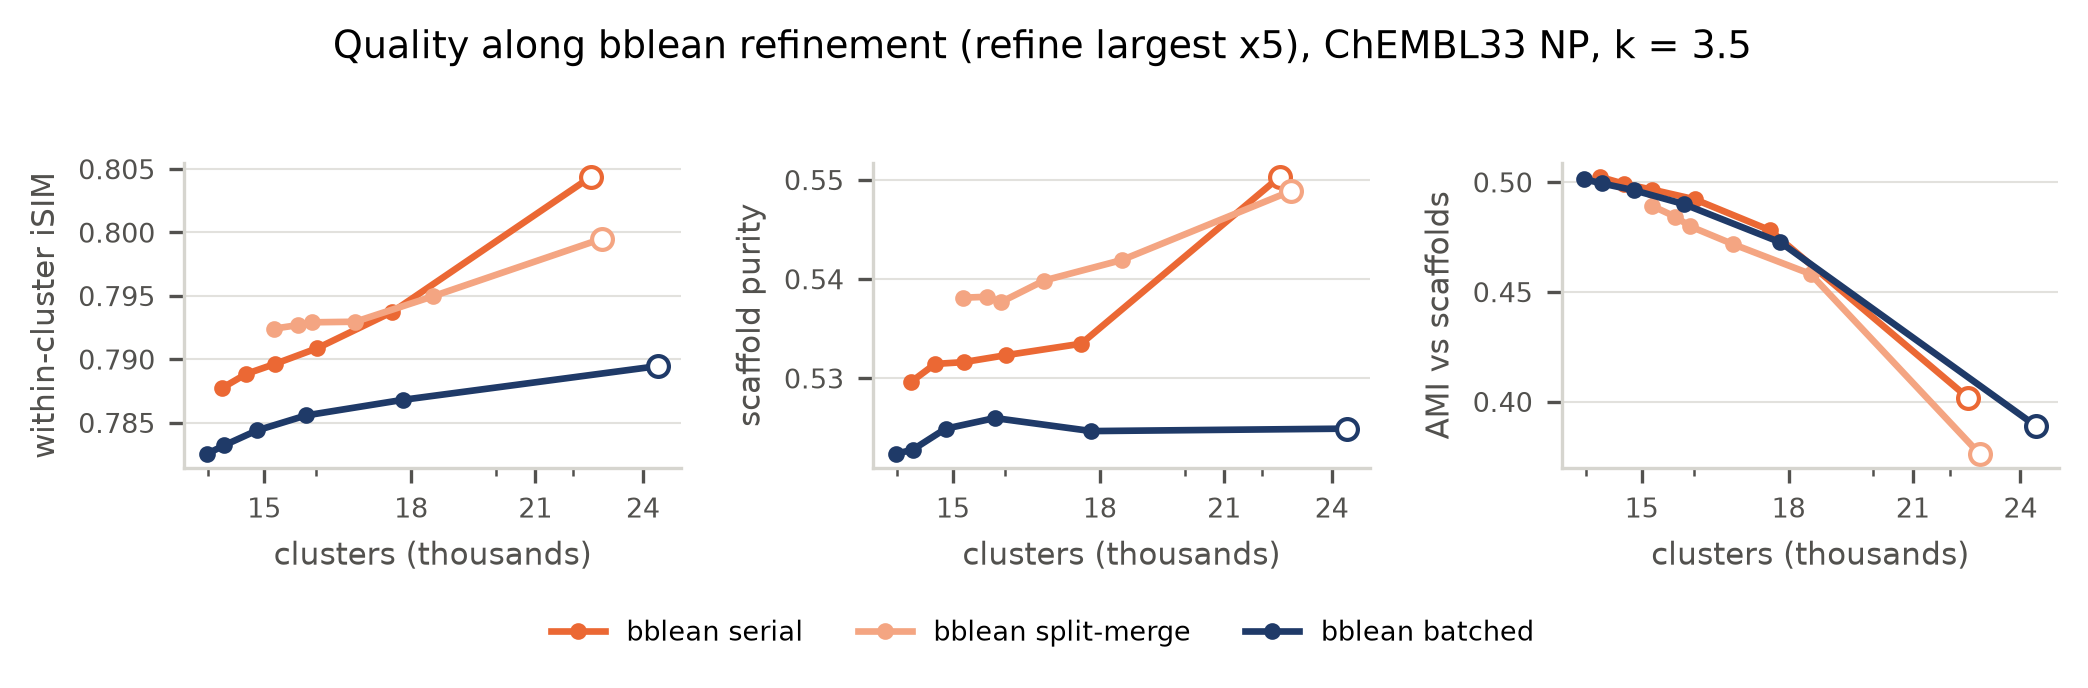 Quality along bblean refinement (refine largest x5), ChEMBL33 NP, k = 3.5
within-cluster iSIM
0.805
0.800
0.795
0.790
0.785
15 18 21 24
clusters (thousands)
scaffold purity
0.55
0.54
0.53
15 18 21 24
clusters (thousands)
AMI vs scaffolds
0.50
0.45
0.40
15 18 21 24
clusters (thousands)
bblean serial bblean split-merge bblean batched